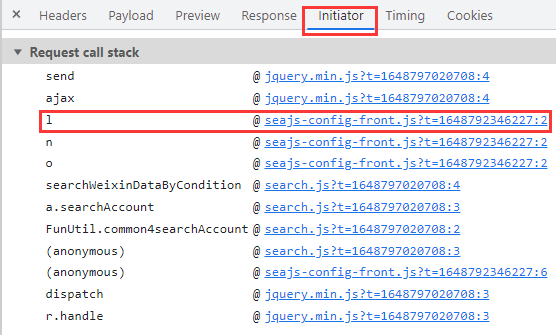 Headers Payload Preview Response Initiator Timing Cookies
Request call stack
send @ jquery.min.js?t=1648797020708:4
ajax @ jquery.min.js?t=1648797020708:4
l @ seajs-config-front.js?t=1648792346227:2
n @ seajs-config-front.js?t=1648792346227:2
o @ seajs-config-front.js?t=1648792346227:2
searchWeixinDataByCondition @ search.js?t=1648797020708:4
a.searchAccount @ search.js?t=1648797020708:3
FunUtil.common4searchAccount @ search.js?t=1648797020708:2
(anonymous) @ search.js?t=1648797020708:3
(anonymous) @ seajs-config-front.js?t=1648792346227:6
dispatch @ jquery.min.js?t=1648797020708:3
r.handle @ jquery.min.js?t=1648797020708:3